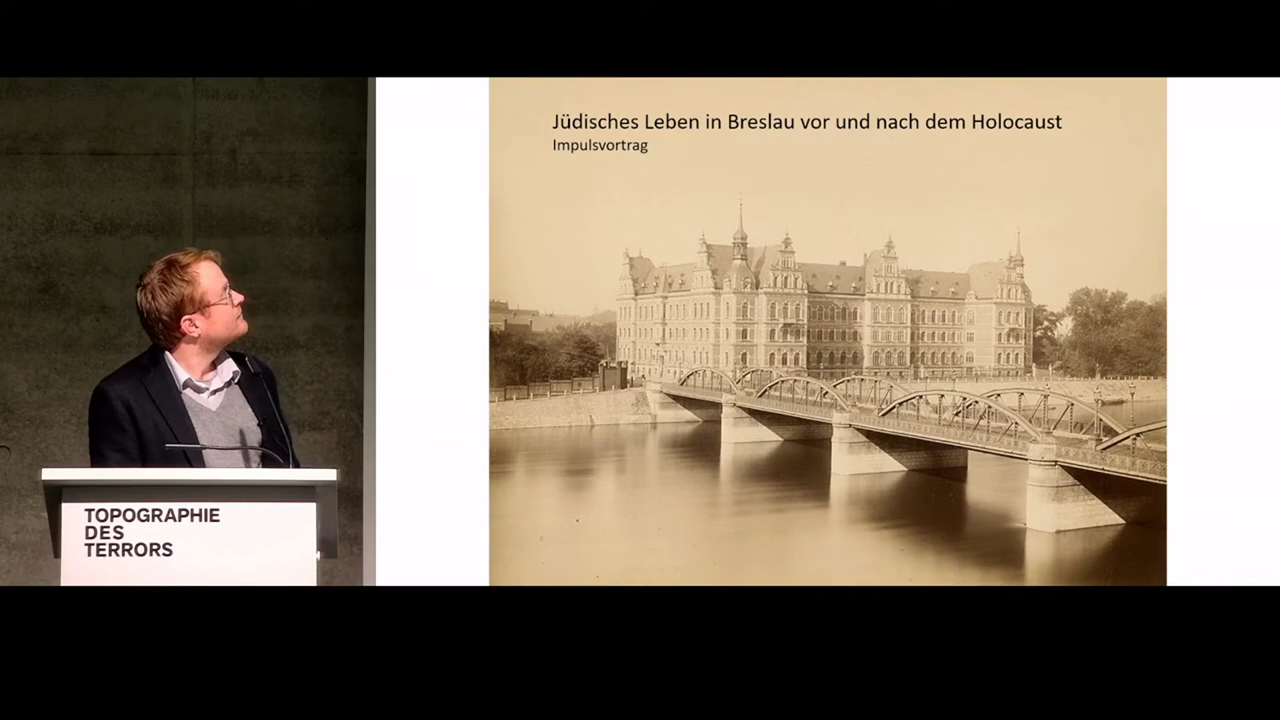 Jüdisches Leben in Breslau vor und nach dem Holocaust
Impulsvortrag
TOPOGRAPHIE
DES
TERRORS